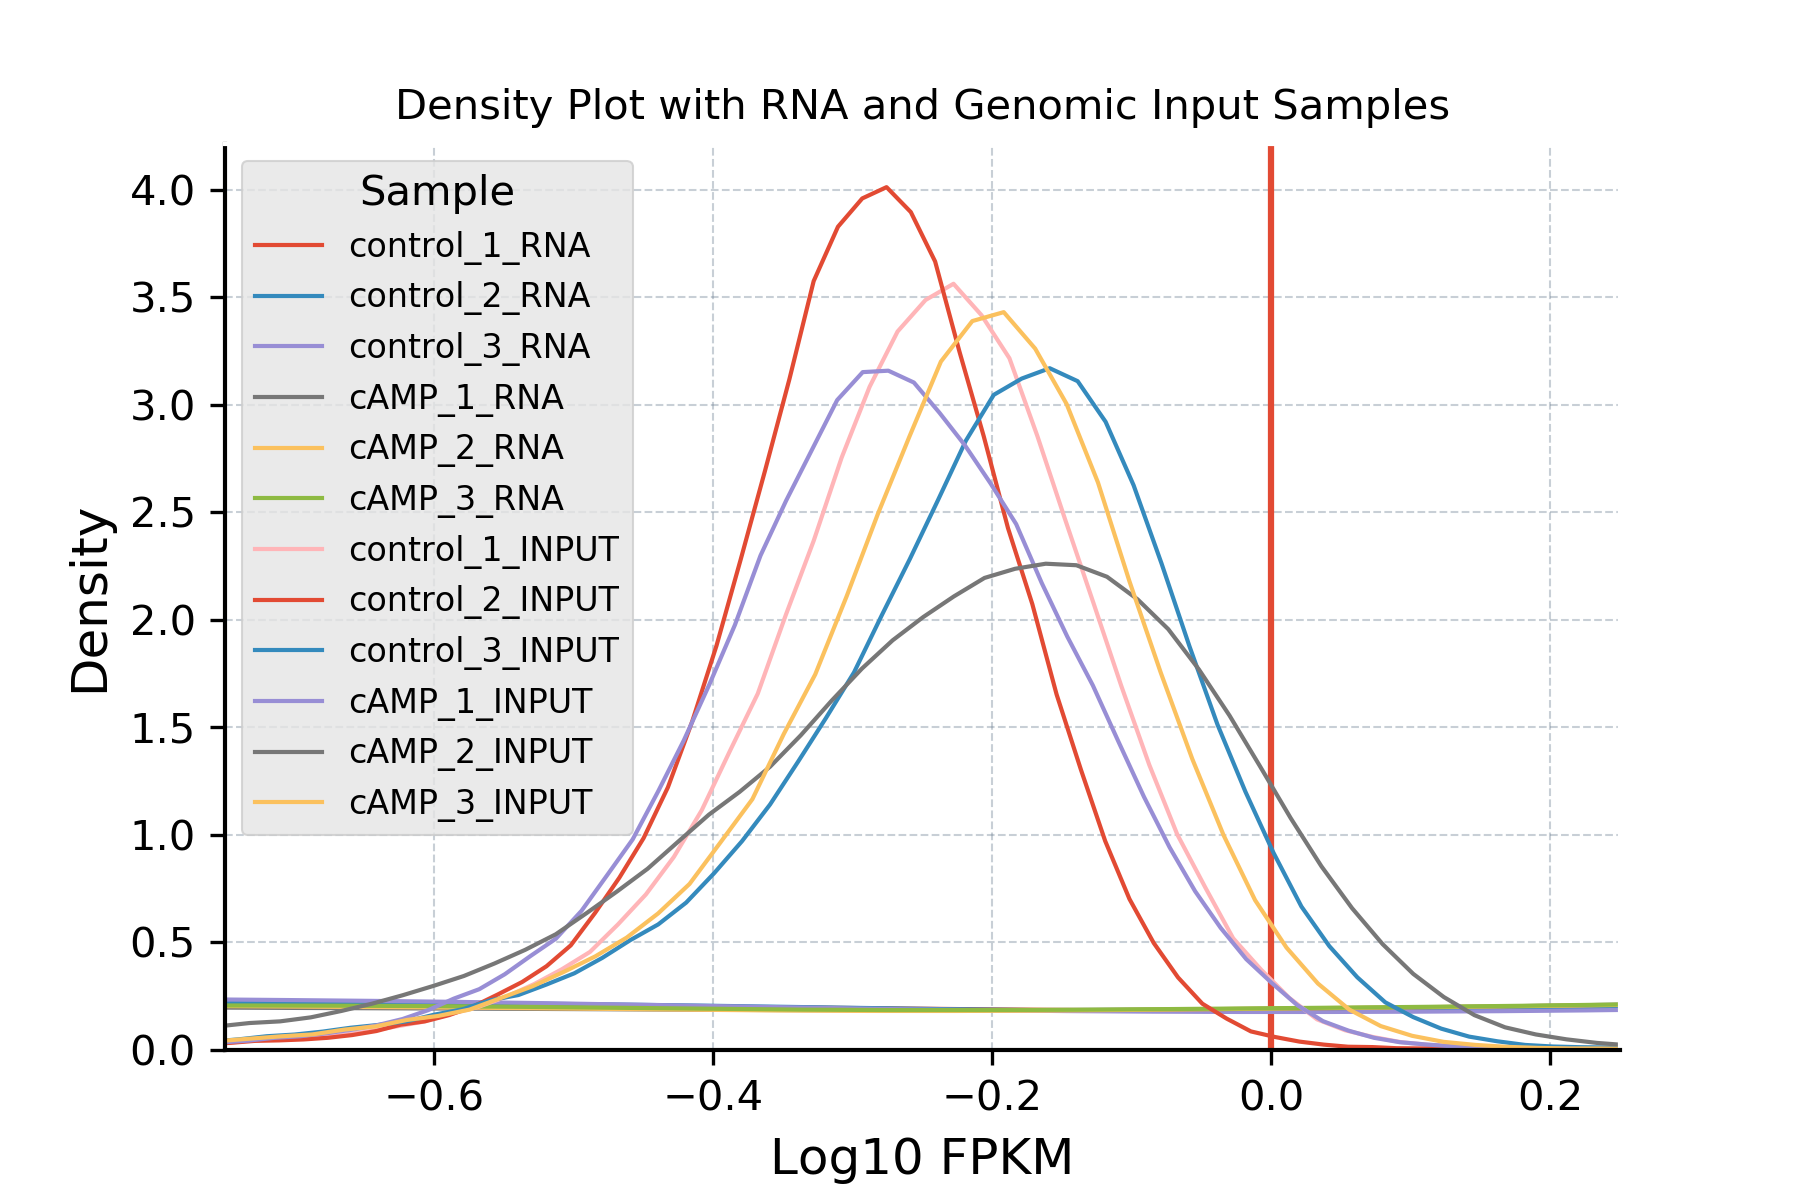 Density Plot with RNA and Genomic Input Samples
Sample
control_1_RNA
control_2_RNA
control_3_RNA
cAMP_1_RNA
cAMP_2_RNA
cAMP_3_RNA
control_1_INPUT
control_2_INPUT
control_3_INPUT
cAMP_1_INPUT
cAMP_2_INPUT
cAMP_3_INPUT
Density
4.0
3.5
3.0
2.5
2.0
1.5
1.0
0.5
0.0
−0.6 −0.4 −0.2 0.0 0.2
Log10 FPKM